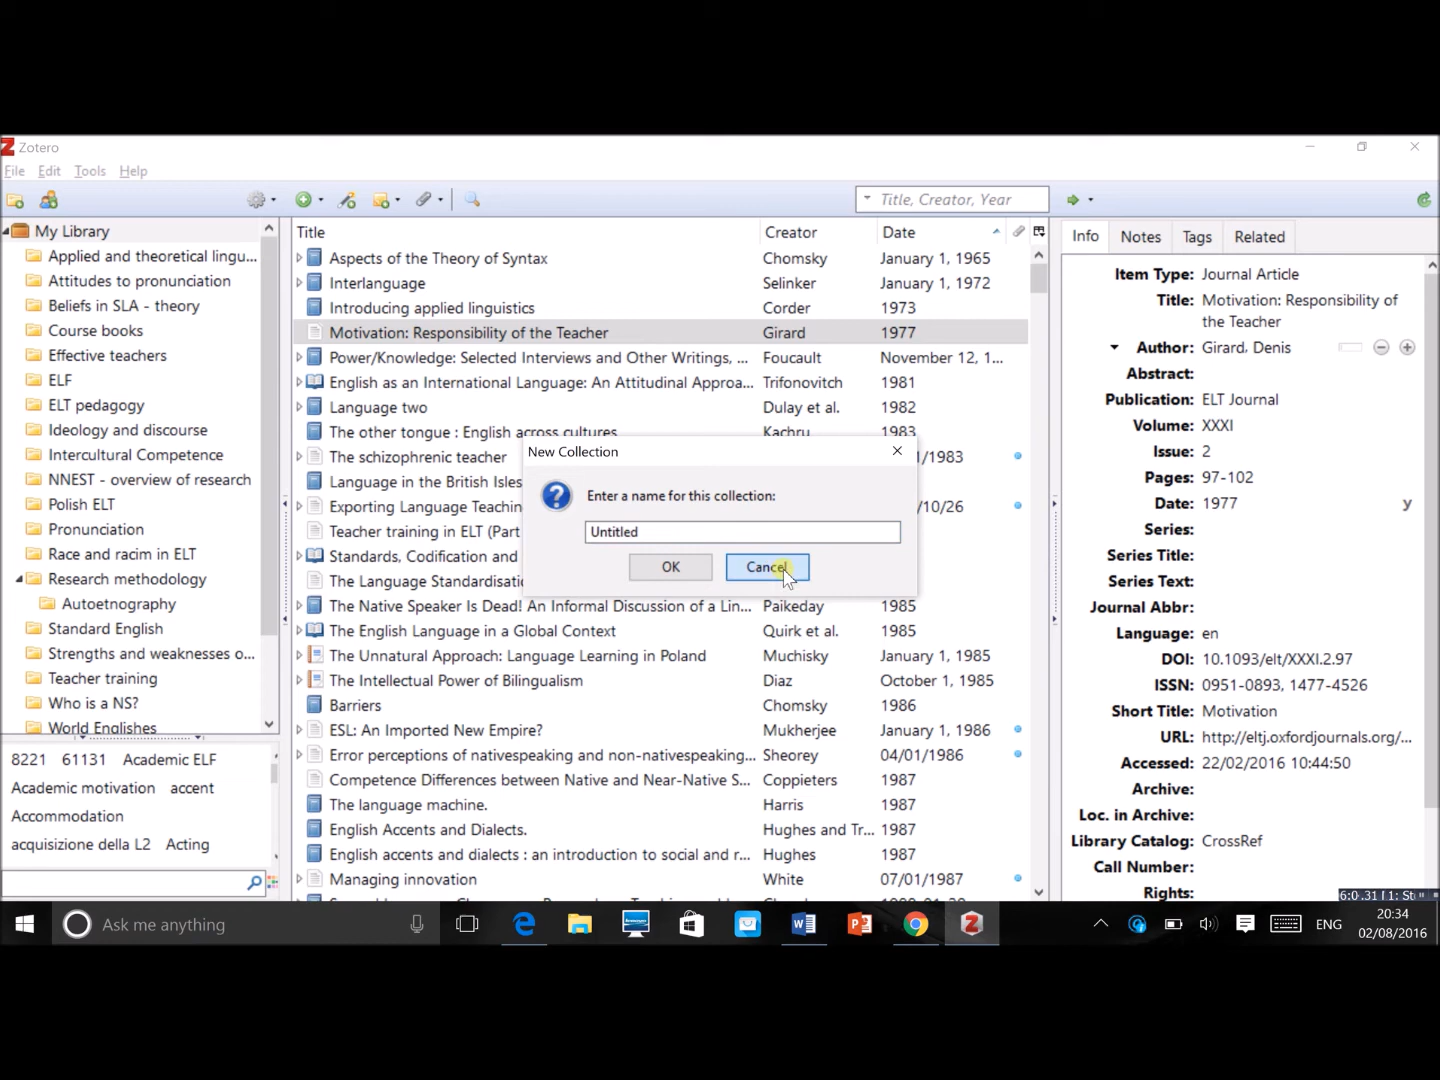 Zotero
File Edit Tools Help
Title, Creator, Year
My Library
Applied and theoretical lingu...
Attitudes to pronunciation
Beliefs in SLA - theory
Course books
Effective teachers
ELF
ELT pedagogy
Ideology and discourse
Intercultural Competence
NNEST - overview of research
Polish ELT
Pronunciation
Race and racim in ELT
Research methodology
Autoetnography
Standard English
Strengths and weaknesses o...
Teacher training
Who is a NS?
World Englishes
8221 61131 Academic ELF
Academic motivation accent
Accommodation
acquisizione della L2 Acting
Title Creator Date
Aspects of the Theory of Syntax Chomsky January 1, 1965
Interlanguage Selinker January 1, 1972
Introducing applied linguistics Corder 1973
Motivation: Responsibility of the Teacher Girard 1977
Power/Knowledge: Selected Interviews and Other Writings, ... Foucault November 12, 1...
English as an International Language: An Attitudinal Approa... Trifonovitch 1981
Language two Dulay et al. 1982
The other tongue : English across cultures Kachru 1983
The schizophrenic teacher /1983
Language in the British Isles
Exporting Language Teachin /10/26
Teacher training in ELT (Part
Standards, Codification and
The Language Standardisatio
The Native Speaker Is Dead! An Informal Discussion of a Lin... Paikeday 1985
The English Language in a Global Context Quirk et al. 1985
The Unnatural Approach: Language Learning in Poland Muchisky January 1, 1985
The Intellectual Power of Bilingualism Diaz October 1, 1985
Barriers Chomsky 1986
ESL: An Imported New Empire? Mukherjee January 1, 1986
Error perceptions of nativespeaking and non-nativespeaking... Sheorey 04/01/1986
Competence Differences between Native and Near-Native S... Coppieters 1987
The language machine. Harris 1987
English Accents and Dialects. Hughes and Tr... 1987
English accents and dialects : an introduction to social and r... Hughes 1987
Managing innovation White 07/01/1987
New Collection
Enter a name for this collection:
Untitled
OK Cancel
Info Notes Tags Related
Item Type: Journal Article
Title: Motivation: Responsibility of
the Teacher
Author: Girard, Denis
Abstract:
Publication: ELT Journal
Volume: XXXI
Issue: 2
Pages: 97-102
Date: 1977 y
Series:
Series Title:
Series Text:
Journal Abbr:
Language: en
DOI: 10.1093/elt/XXXI.2.97
ISSN: 0951-0893, 1477-4526
Short Title: Motivation
URL: http://eltj.oxfordjournals.org/...
Accessed: 22/02/2016 10:44:50
Archive:
Loc. in Archive:
Library Catalog: CrossRef
Call Number:
Rights:
Ask me anything
ENG
20:34
02/08/2016